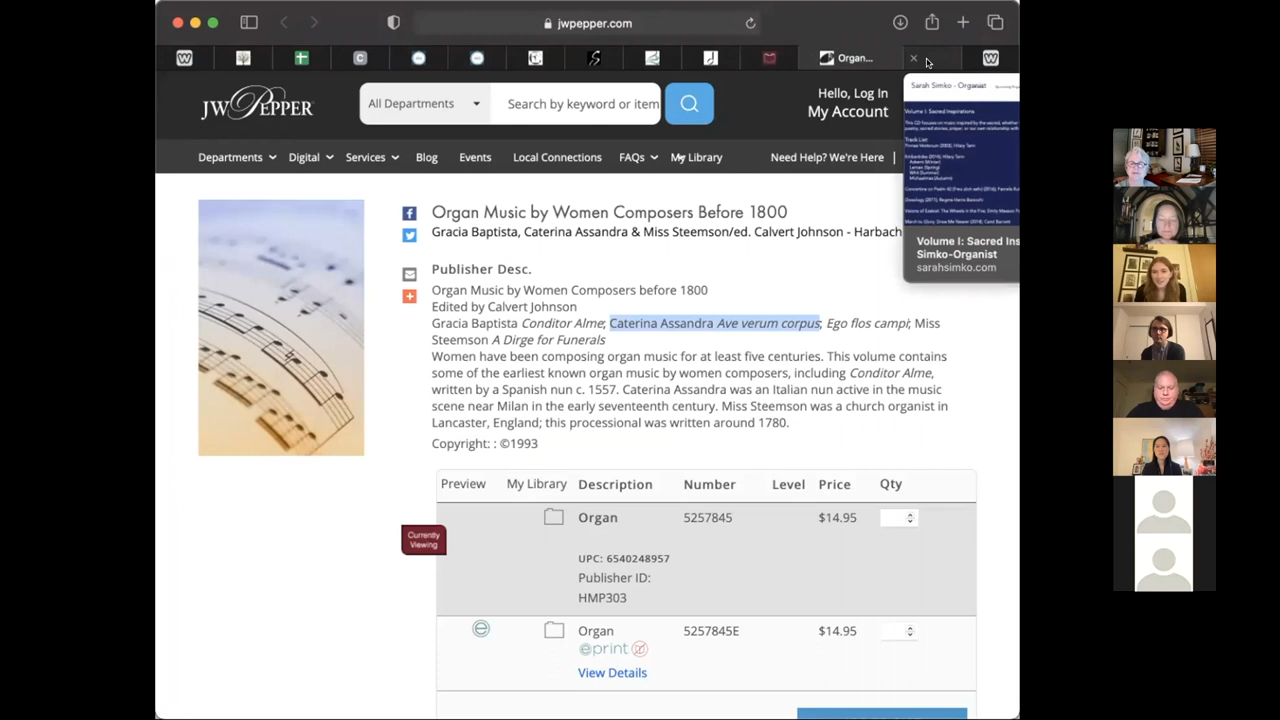 jwpepper.com
Organ...
JW PEPPER
All Departments
Search by keyword or item
Hello, Log In
My Account
Sarah Simko - Organist
Volume I: Sacred Inspirations
Track List:
Volume I: Sacred Ins
Simko-Organist
sarahsimko.com
Departments
Digital
Services
Blog
Events
Local Connections
FAQs
My Library
Need Help? We're Here
Organ Music by Women Composers Before 1800
Gracia Baptista, Caterina Assandra & Miss Steemson/ed. Calvert Johnson - Harbach
Publisher Desc.
Organ Music by Women Composers before 1800
Edited by Calvert Johnson
Gracia Baptista Conditor Alme; Caterina Assandra Ave verum corpus; Ego flos campi; Miss
Steemson A Dirge for Funerals
Women have been composing organ music for at least five centuries. This volume contains
some of the earliest known organ music by women composers, including Conditor Alme,
written by a Spanish nun c. 1557. Caterina Assandra was an Italian nun active in the music
scene near Milan in the early seventeenth century. Miss Steemson was a church organist in
Lancaster, England; this processional was written around 1780.
Copyright: : ©1993
Preview My Library Description Number Level Price Qty
Currently
Viewing
Organ 5257845 $14.95
UPC: 6540248957
Publisher ID:
HMP303
Organ 5257845E $14.95
eprint
View Details